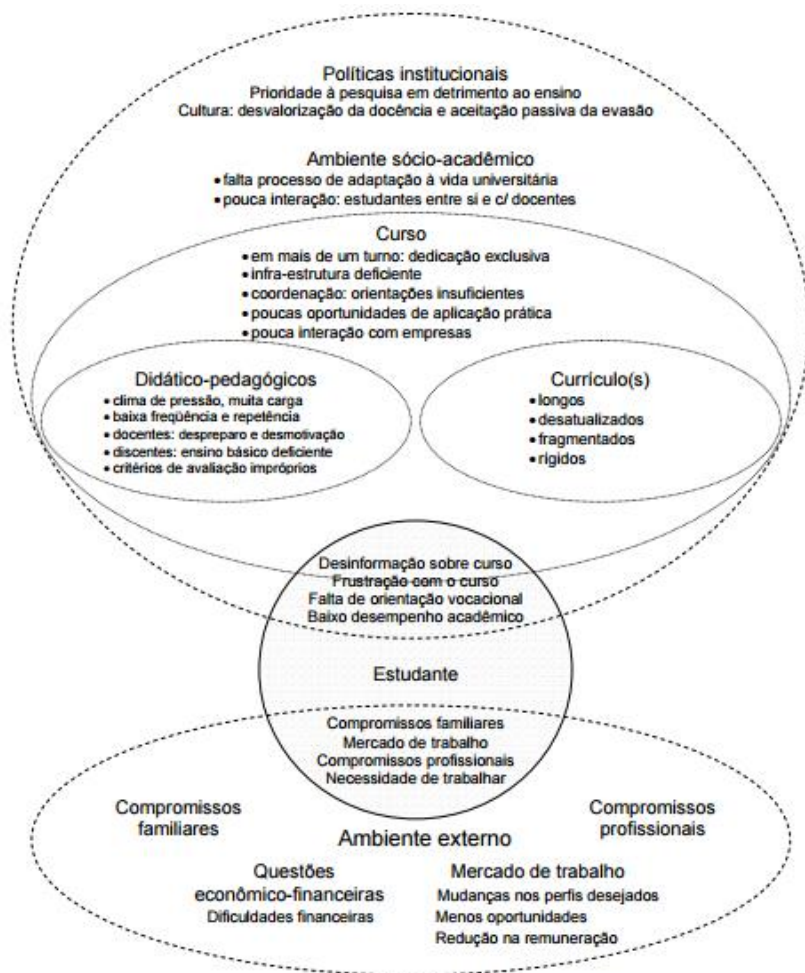 Políticas institucionais
Prioridade à pesquisa em detrimento ao ensino
Cultura: desvalorização da docência e aceitação passiva da evasão
Ambiente sócio-acadêmico
• falta processo de adaptação à vida universitária
• pouca interação: estudantes entre si e c/ docentes
Curso
• em mais de um turno: dedicação exclusiva
• infra-estrutura deficiente
• coordenação: orientações insuficientes
• poucas oportunidades de aplicação prática
• pouca interação com empresas
Didático-pedagógicos
• clima de pressão, muita carga
• baixa freqüência e repetência
• docentes: despreparo e desmotivação
• discentes: ensino básico deficiente
• critérios de avaliação impróprios
Currículo(s)
• longos
• desatualizados
• fragmentados
• rígidos
Desinformação sobre curso
Frustração com o curso
Falta de orientação vocacional
Baixo desempenho acadêmico
Estudante
Compromissos familiares
Mercado de trabalho
Compromissos profissionais
Necessidade de trabalhar
Compromissos
familiares
Compromissos
profissionais
Ambiente externo
Questões
econômico-financeiras
Dificuldades financeiras
Mercado de trabalho
Mudanças nos perfis desejados
Menos oportunidades
Redução na remuneração